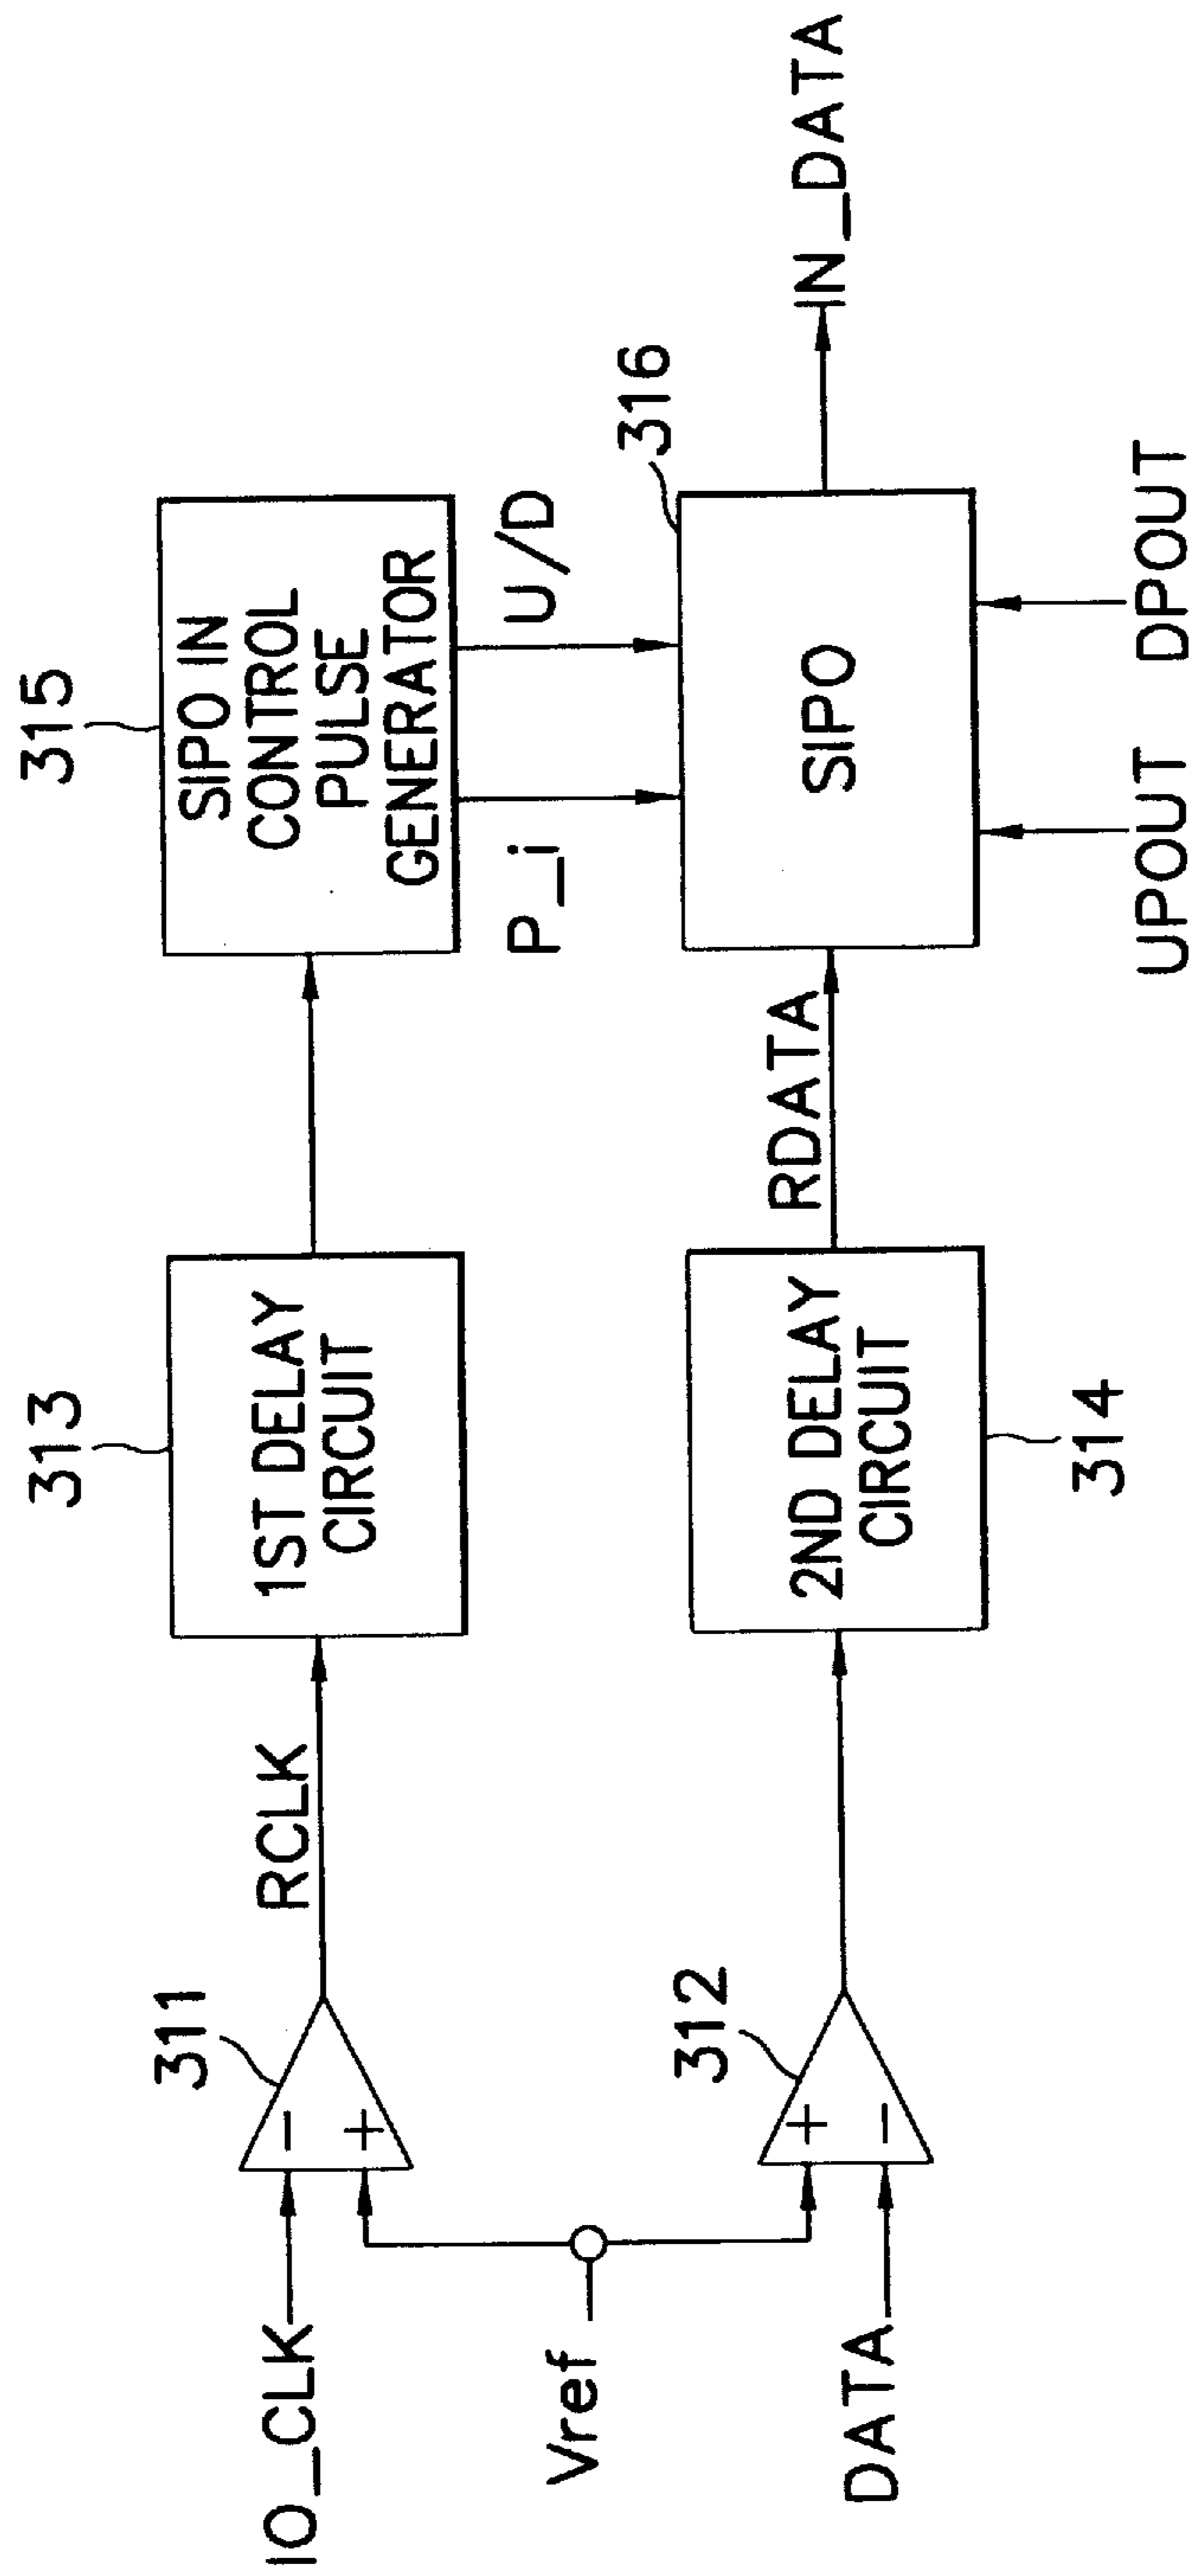 315
313
SIPO IN
CONTROL
PULSE
GENERATOR
311
1ST DELAY
CIRCUIT
RCLK
IO_CLK
−
+
P_i
U/D
Vref
316
312
314
SIPO
IN_DATA
RDATA
2ND DELAY
CIRCUIT
+
−
DATA
UPOUT
DPOUT